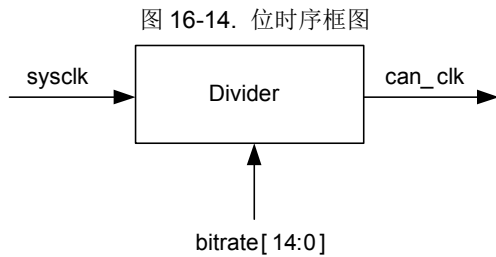 图 16-14. 位时序框图
sysclk
Divider
can_clk
bitrate[ 14:0 ]